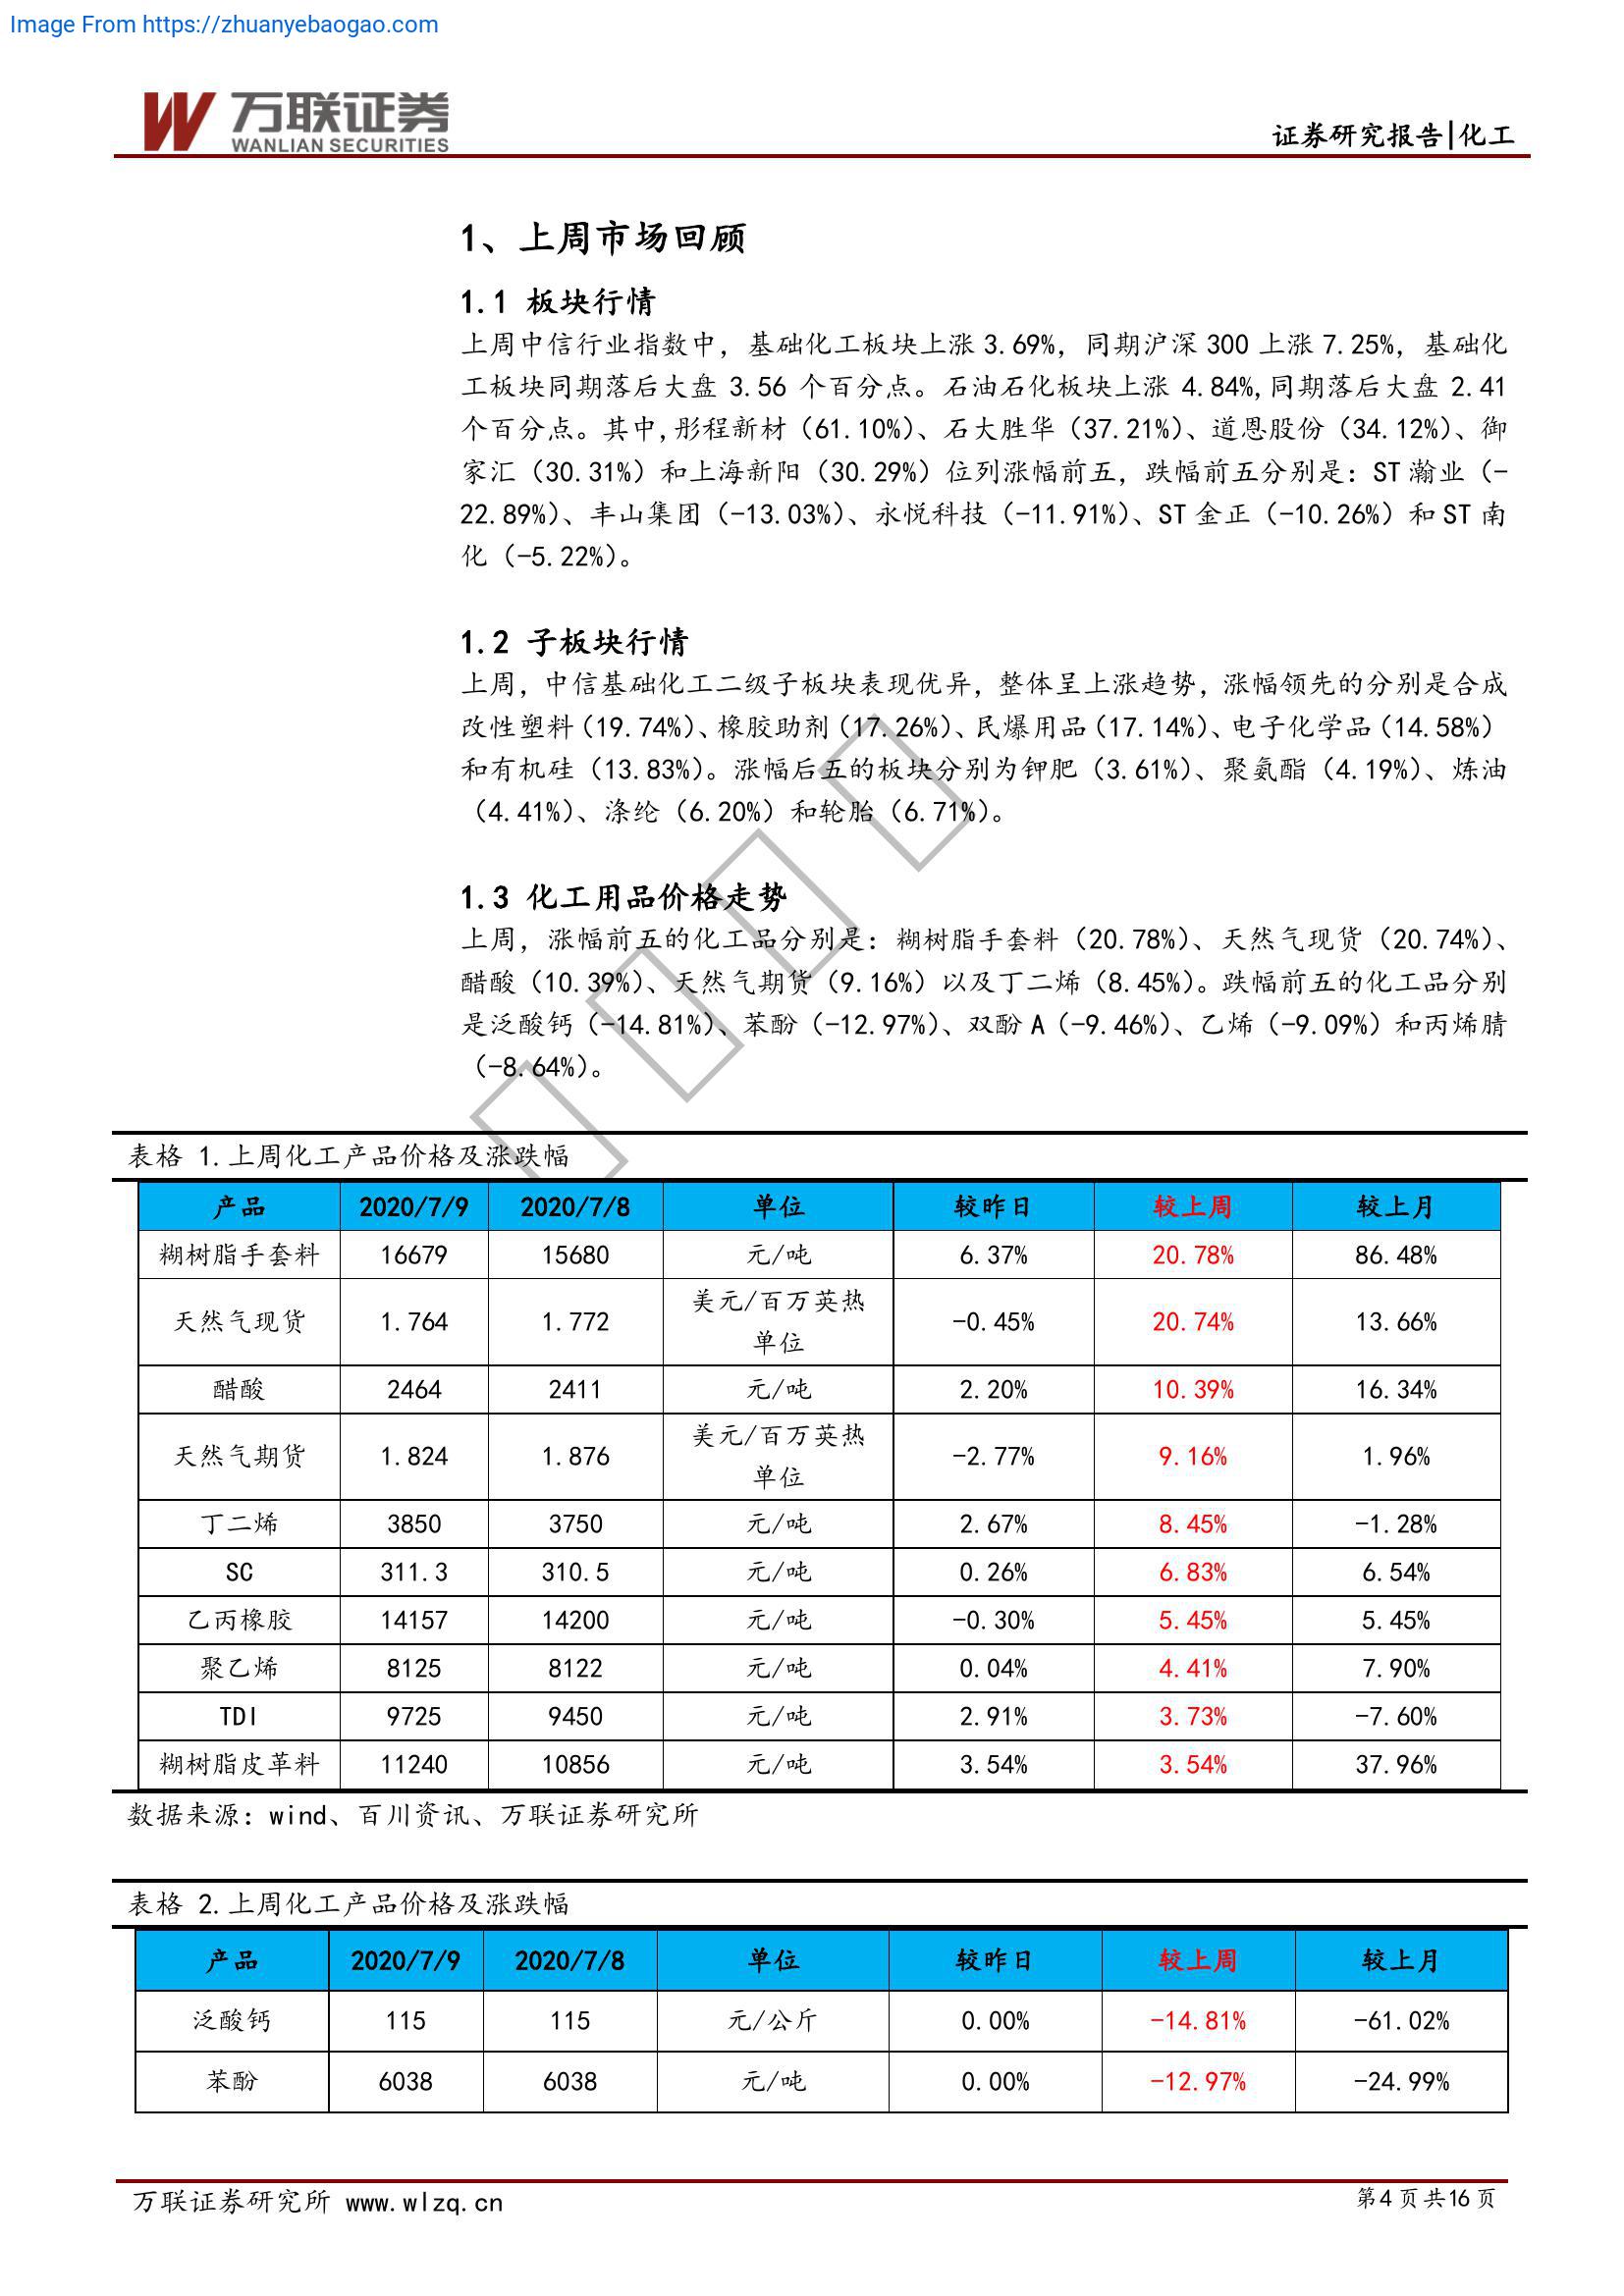 Image From https://zhuanyebaogao.com
万联证券
WANLIAN SECURITIES
证券研究报告|化工
1、上周市场回顾
1.1 板块行情
上周中信行业指数中，基础化工板块上涨 3.69%，同期沪深 300 上涨 7.25%，基础化
工板块同期落后大盘 3.56 个百分点。石油石化板块上涨 4.84%,同期落后大盘 2.41
个百分点。其中,彤程新材（61.10%）、石大胜华（37.21%）、道恩股份（34.12%）、御
家汇（30.31%）和上海新阳（30.29%）位列涨幅前五，跌幅前五分别是：ST 瀚业（-
22.89%）、丰山集团（-13.03%）、永悦科技（-11.91%）、ST 金正（-10.26%）和 ST 南
化（-5.22%）。
1.2 子板块行情
上周，中信基础化工二级子板块表现优异，整体呈上涨趋势，涨幅领先的分别是合成
改性塑料（19.74%）、橡胶助剂（17.26%）、民爆用品（17.14%）、电子化学品（14.58%）
和有机硅（13.83%）。涨幅后五的板块分别为钾肥（3.61%）、聚氨酯（4.19%）、炼油
（4.41%）、涤纶（6.20%）和轮胎（6.71%）。
1.3 化工用品价格走势
上周，涨幅前五的化工品分别是：糊树脂手套料（20.78%）、天然气现货（20.74%）、
醋酸（10.39%）、天然气期货（9.16%）以及丁二烯（8.45%）。跌幅前五的化工品分别
是泛酸钙（-14.81%）、苯酚（-12.97%）、双酚 A（-9.46%）、乙烯（-9.09%）和丙烯腈
（-8.64%）。
表格 1.上周化工产品价格及涨跌幅
产品 2020/7/9 2020/7/8 单位 较昨日 较上周 较上月
糊树脂手套料 16679 15680 元/吨 6.37% 20.78% 86.48%
天然气现货 1.764 1.772 美元/百万英热单位 -0.45% 20.74% 13.66%
醋酸 2464 2411 元/吨 2.20% 10.39% 16.34%
天然气期货 1.824 1.876 美元/百万英热单位 -2.77% 9.16% 1.96%
丁二烯 3850 3750 元/吨 2.67% 8.45% -1.28%
SC 311.3 310.5 元/吨 0.26% 6.83% 6.54%
乙丙橡胶 14157 14200 元/吨 -0.30% 5.45% 5.45%
聚乙烯 8125 8122 元/吨 0.04% 4.41% 7.90%
TDI 9725 9450 元/吨 2.91% 3.73% -7.60%
糊树脂皮革料 11240 10856 元/吨 3.54% 3.54% 37.96%
数据来源：wind、百川资讯、万联证券研究所
表格 2.上周化工产品价格及涨跌幅
产品 2020/7/9 2020/7/8 单位 较昨日 较上周 较上月
泛酸钙 115 115 元/公斤 0.00% -14.81% -61.02%
苯酚 6038 6038 元/吨 0.00% -12.97% -24.99%
万联证券研究所 www.wlzq.cn
第4页共16页